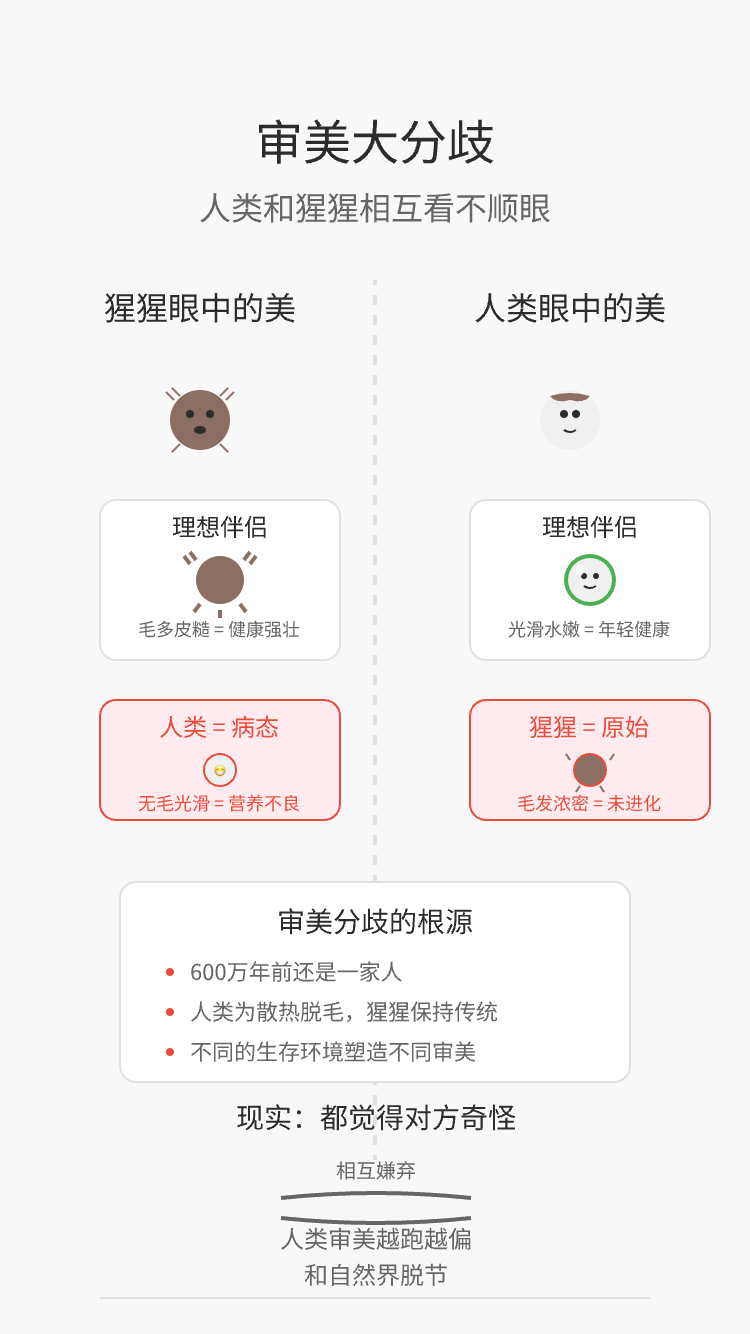 审美大分歧
人类和猩猩相互看不顺眼
猩猩眼中的美
人类眼中的美
理想伴侣
毛多皮糙 = 健康强壮
理想伴侣
光滑水嫩 = 年轻健康
人类 = 病态
无毛光滑 = 营养不良
猩猩 = 原始
毛发浓密 = 未进化
审美分歧的根源
600万年前还是一家人
人类为散热脱毛，猩猩保持传统
不同的生存环境塑造不同审美
现实：都觉得对方奇怪
相互嫌弃
人类审美越跑越偏
和自然界脱节